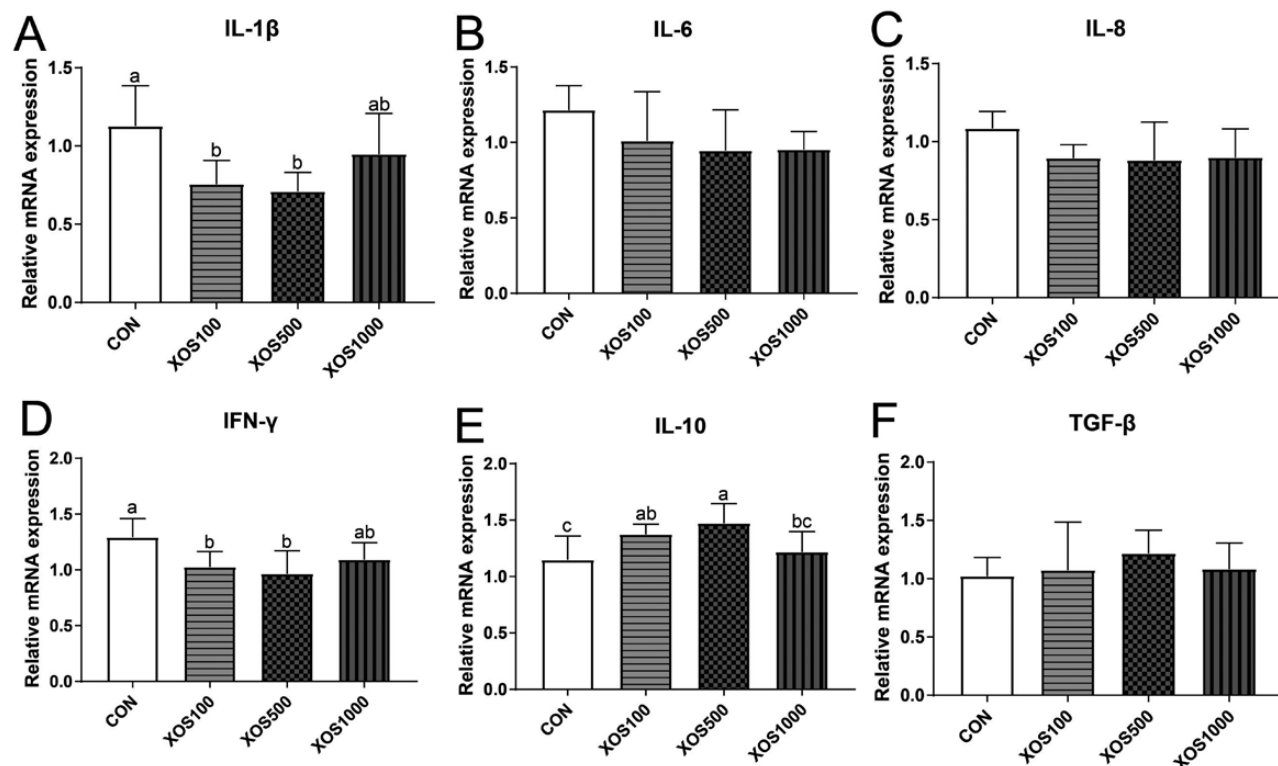 A
IL-1β
Relative mRNA expression
1.5
1.0
0.5
0.0
a
b
b
ab
CON
XOS100
XOS500
XOS1000
B
IL-6
Relative mRNA expression
1.5
1.0
0.5
0.0
CON
XOS100
XOS500
XOS1000
C
IL-8
Relative mRNA expression
1.5
1.0
0.5
0.0
CON
XOS100
XOS500
XOS1000
D
IFN-γ
Relative mRNA expression
2.0
1.5
1.0
0.5
0.0
a
b
b
ab
CON
XOS100
XOS500
XOS1000
E
IL-10
Relative mRNA expression
2.0
1.5
1.0
0.5
0.0
c
ab
a
bc
CON
XOS100
XOS500
XOS1000
F
TGF-β
Relative mRNA expression
2.0
1.5
1.0
0.5
0.0
CON
XOS100
XOS500
XOS1000